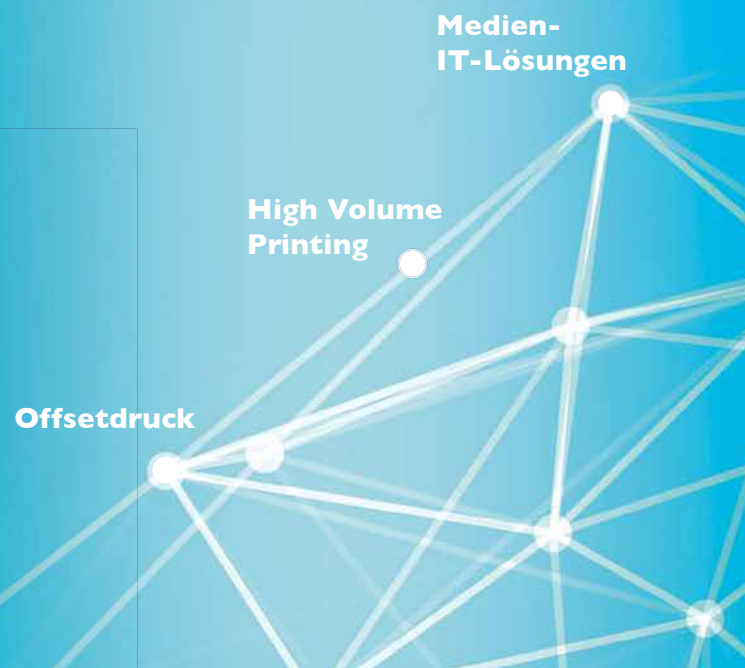 Medien-
IT-Lösungen
High Volume
Printing
Offsetdruck